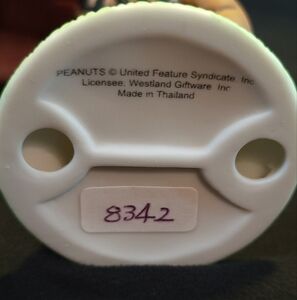 PEANUTS © United Feature Syndicate, Inc.
Licensee, Westland Giftware, Inc.
Made in Thailand
8342